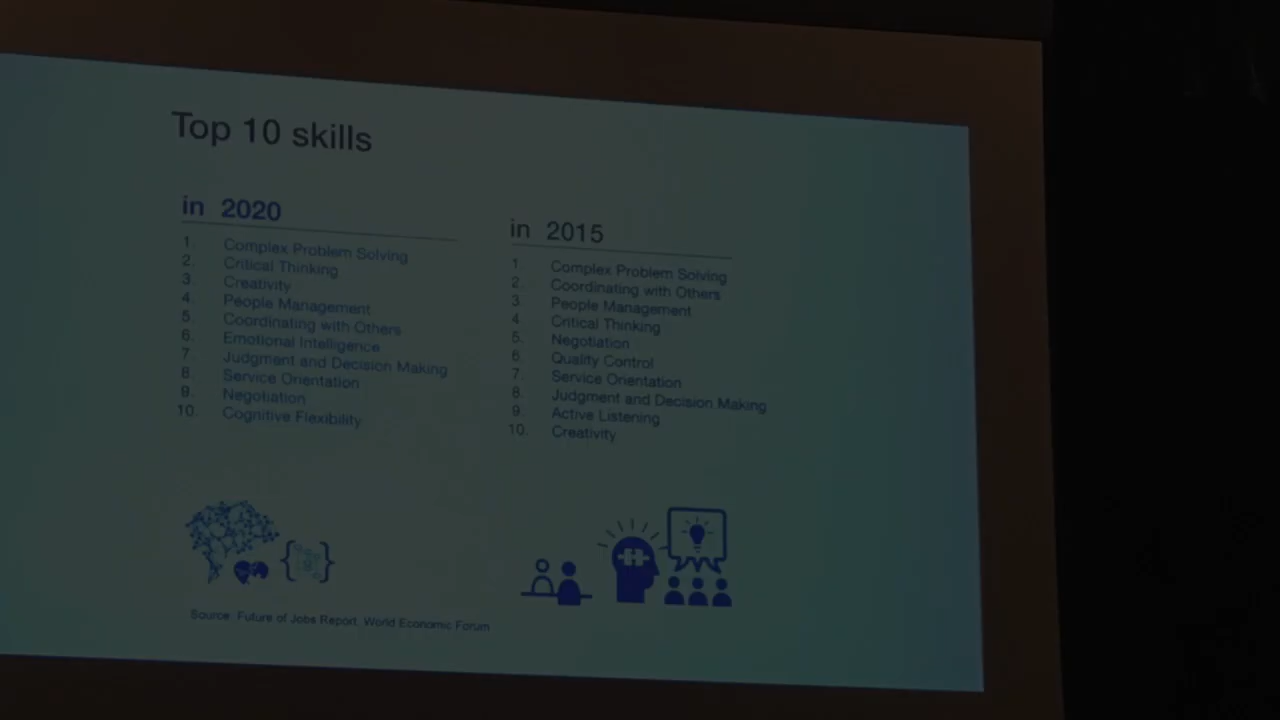 Top 10 skills
in 2020
1. Complex Problem Solving
2. Critical Thinking
3. Creativity
4. People Management
5. Coordinating with Others
6. Emotional Intelligence
7. Judgment and Decision Making
8. Service Orientation
9. Negotiation
10. Cognitive Flexibility
in 2015
1. Complex Problem Solving
2. Coordinating with Others
3. People Management
4. Critical Thinking
5. Negotiation
6. Quality Control
7. Service Orientation
8. Judgment and Decision Making
9. Active Listening
10. Creativity
Source: Future of Jobs Report, World Economic Forum